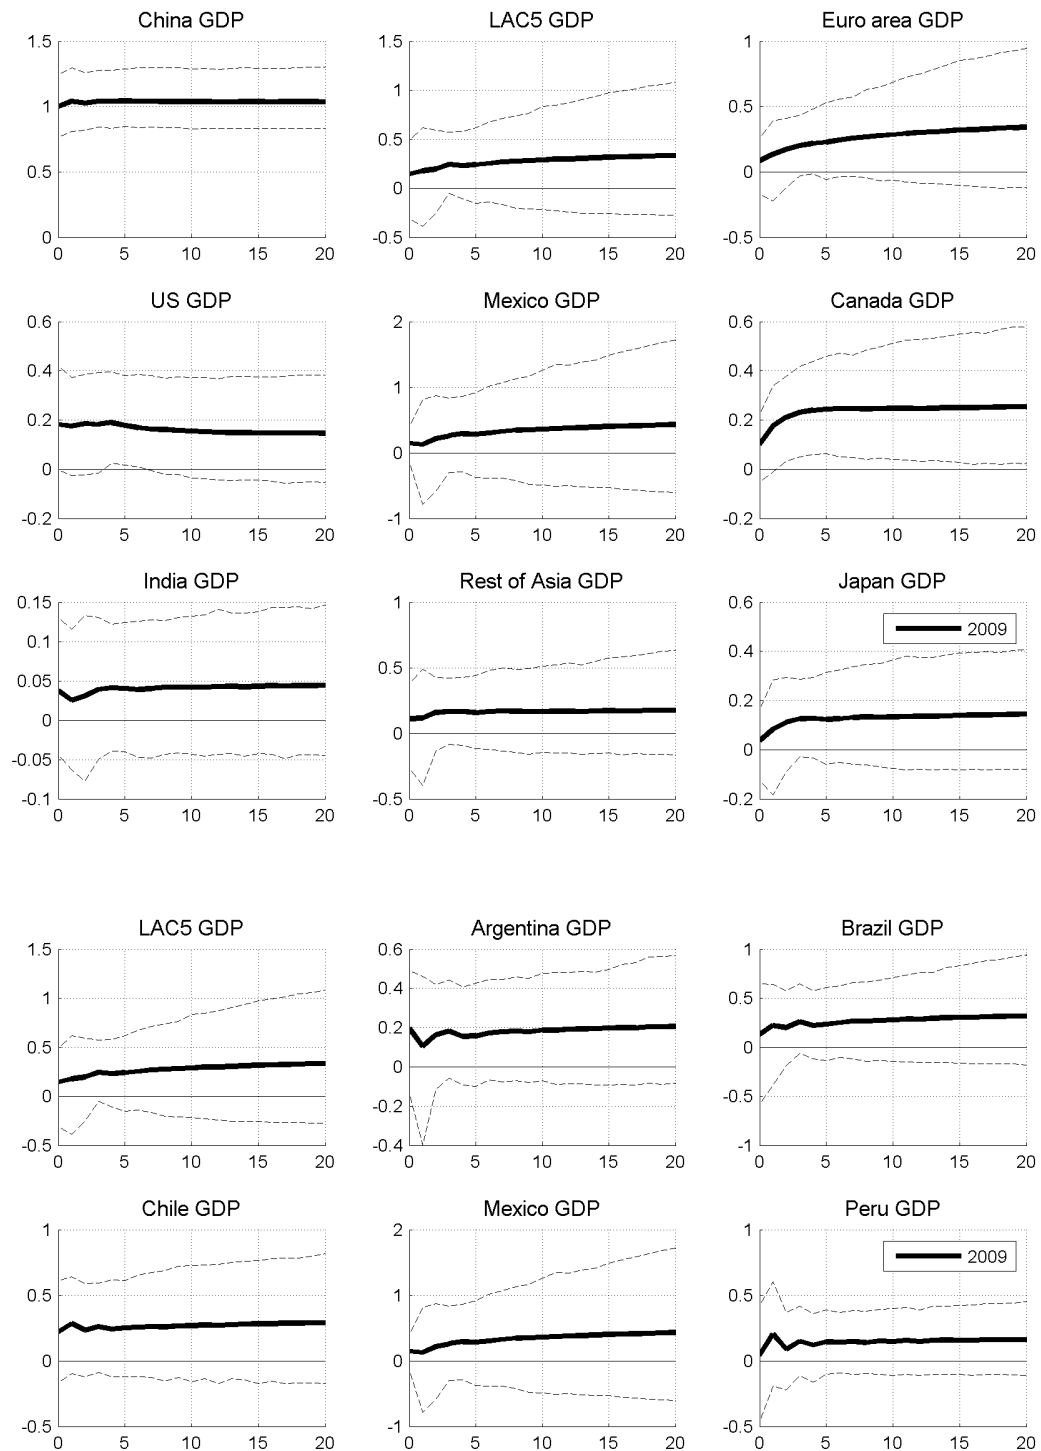 China GDP
LAC5 GDP
Euro area GDP
1.5
1
0.5
0
0 5 10 15 20
1.5
1
0.5
0
-0.5
0 5 10 15 20
1
0.5
0
-0.5
0 5 10 15 20
US GDP
Mexico GDP
Canada GDP
0.6
0.4
0.2
0
-0.2
0 5 10 15 20
2
1
0
-1
0 5 10 15 20
0.6
0.4
0.2
0
-0.2
0 5 10 15 20
India GDP
Rest of Asia GDP
Japan GDP
0.15
0.1
0.05
0
-0.05
-0.1
0 5 10 15 20
1
0.5
0
-0.5
0 5 10 15 20
0.6
0.4
0.2
0
-0.2
0 5 10 15 20
2009
LAC5 GDP
Argentina GDP
Brazil GDP
1.5
1
0.5
0
-0.5
0 5 10 15 20
0.6
0.4
0.2
0
-0.2
-0.4
0 5 10 15 20
1
0.5
0
-0.5
-1
0 5 10 15 20
Chile GDP
Mexico GDP
Peru GDP
1
0.5
0
-0.5
0 5 10 15 20
2
1
0
-1
0 5 10 15 20
1
0.5
0
-0.5
0 5 10 15 20
2009